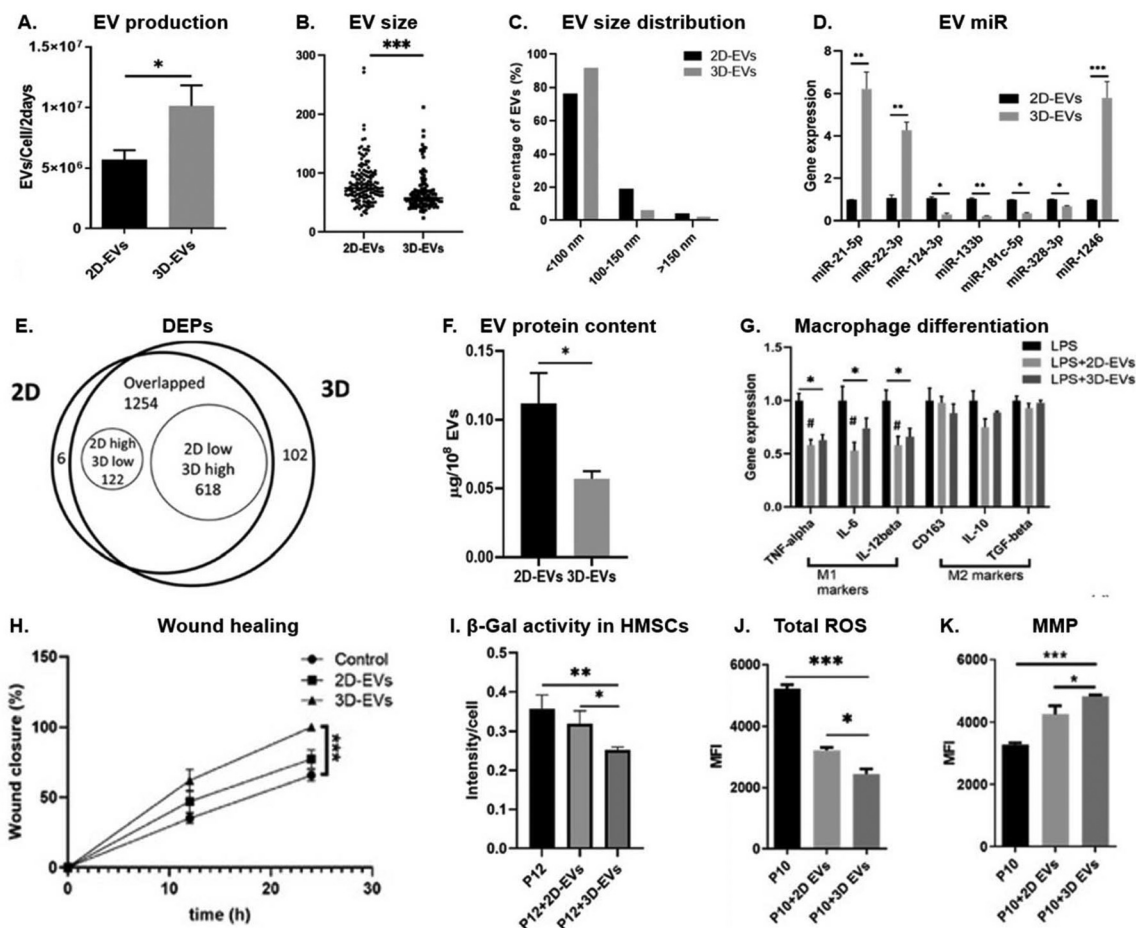 A. EV production
1.5×10⁷
1×10⁷
5×10⁶
0
EVs/Cell/2days
*
2D-EVs
3D-EVs
B. EV size
300
200
100
0
***
2D-EVs 3D-EVs
C. EV size distribution
100
80
60
40
20
0
Percentage of EVs (%)
2D-EVs
3D-EVs
<100 nm
100-150 nm
>150 nm
D. EV miR
8
6
4
2
0
Gene expression
** ** * ** * * ***
2D-EVs
3D-EVs
miR-21-5p
miR-22-3p
miR-124-3p
miR-133b
miR-181c-5p
miR-328-3p
miR-1246
E. DEPs
2D
3D
Overlapped
1254
2D high
3D low
122
2D low
3D high
618
6
102
F. EV protein content
0.15
0.10
0.05
0.00
μg/10⁸ EVs
*
2D-EVs 3D-EVs
G. Macrophage differentiation
LPS
LPS+2D-EVs
LPS+3D-EVs
1.5
1.0
0.5
0.0
Gene expression
* * *
# # #
TNF-alpha
IL-6
IL-12beta
CD163
IL-10
TGF-beta
M1
markers
M2 markers
H. Wound healing
150
100
50
0
Wound closure (%)
Control
2D-EVs
3D-EVs
***
0 10 20 30
time (h)
I. β-Gal activity in HMSCs
0.4
0.3
0.2
0.1
0.0
Intensity/cell
**
*
P12
P12+2D-EVs
P12+3D-EVs
J. Total ROS
6000
4000
2000
0
MFI
***
*
P10
P10+2D EVs
P10+3D EVs
K. MMP
6000
4000
2000
0
MFI
***
*
P10
P10+2D EVs
P10+3D EVs